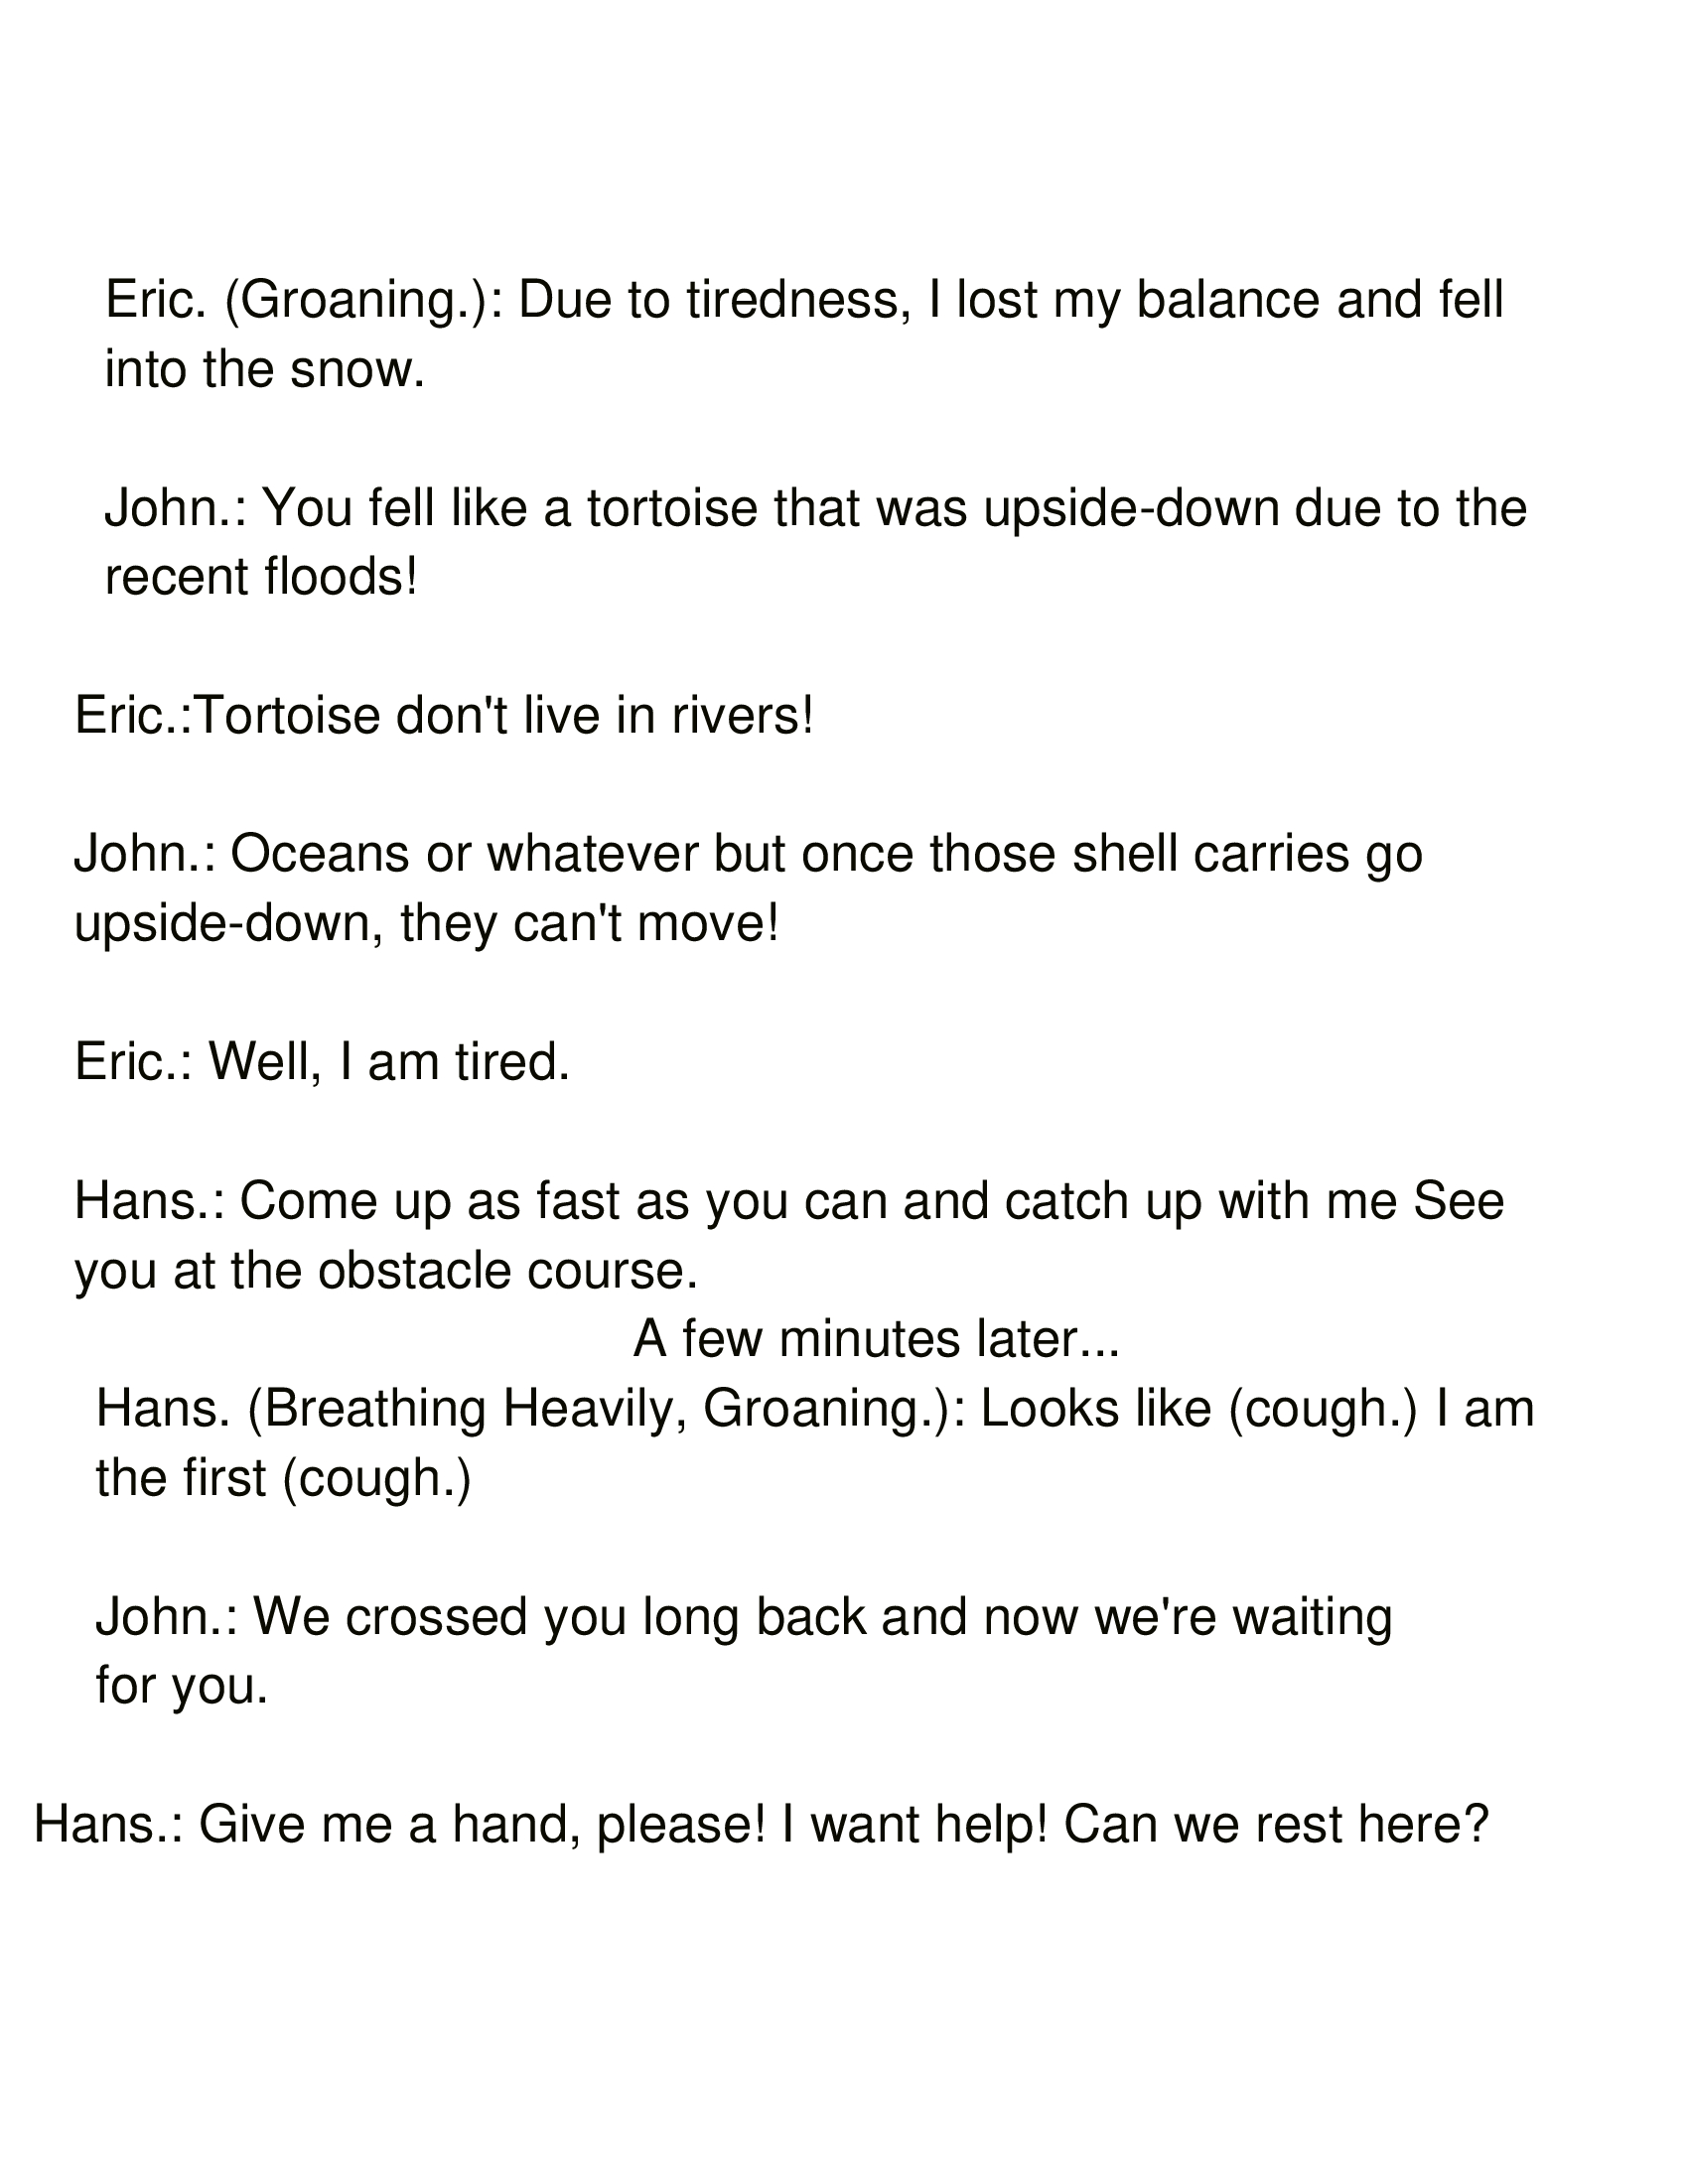 Eric. (Groaning.): Due to tiredness, I lost my balance and fell
into the snow.
John.: You fell like a tortoise that was upside-down due to the
recent floods!
Eric.:Tortoise don't live in rivers!
John.: Oceans or whatever but once those shell carries go
upside-down, they can't move!
Eric.: Well, I am tired.
Hans.: Come up as fast as you can and catch up with me See
you at the obstacle course.
A few minutes later...
Hans. (Breathing Heavily, Groaning.): Looks like (cough.) I am
the first (cough.)
John.: We crossed you long back and now we're waiting
for you.
Hans.: Give me a hand, please! I want help! Can we rest here?